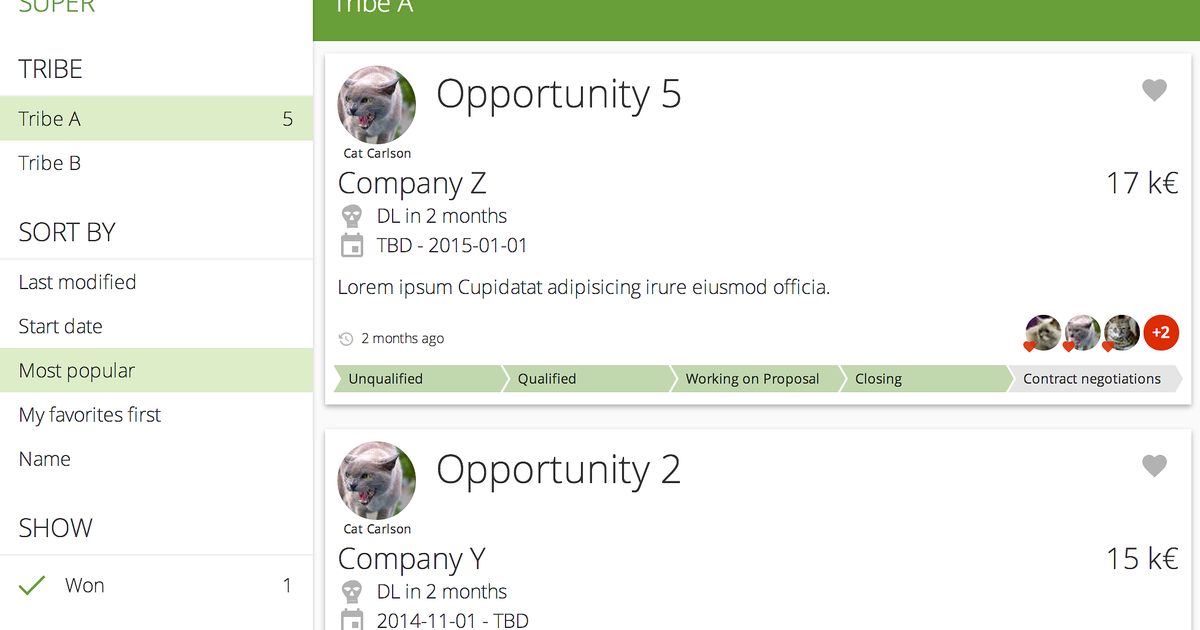 SUPER
TRIBE
Tribe A 5
Tribe B
SORT BY
Last modified
Start date
Most popular
My favorites first
Name
SHOW
Won 1
Tribe A
Opportunity 5
Cat Carlson
Company Z 17 k€
DL in 2 months
TBD - 2015-01-01
Lorem ipsum Cupidatat adipisicing irure eiusmod officia.
2 months ago +2
Unqualified Qualified Working on Proposal Closing Contract negotiations
Opportunity 2
Cat Carlson
Company Y 15 k€
DL in 2 months
2014-11-01 - TBD